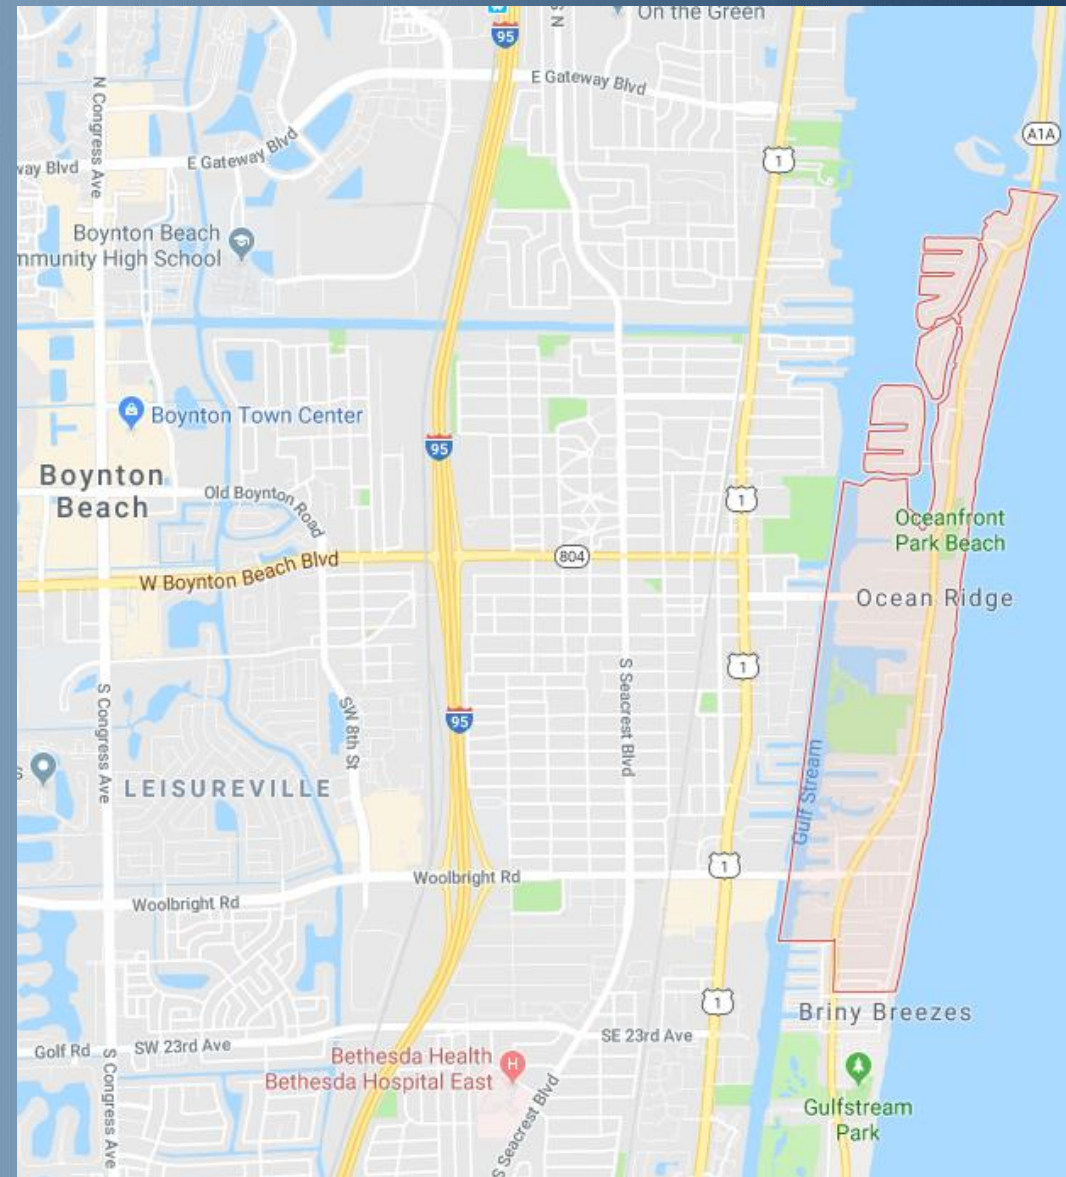 On the Green
S N
95
E Gateway Blvd
N Congress Ave
A1A
1
E Gateway Blvd
way Blvd
Boynton Beach
mmunity High School
Boynton Town Center
95
Boynton
Beach
Old Boynton Road
1
Oceanfront
Park Beach
804
W Boynton Beach Blvd
Ocean Ridge
1
S Seacrest Blvd
S Congress Ave
SW 8th St
95
s
LEISUREVILLE
Gulf Stream
1
Woolbright Rd
Woolbright Rd
1
Briny Breezes
SE 23rd Ave
SW 23rd Ave
Golf Rd
S Congress Ave
Bethesda Health
Bethesda Hospital East
H
S Seacrest Blvd
Gulfstream
Park